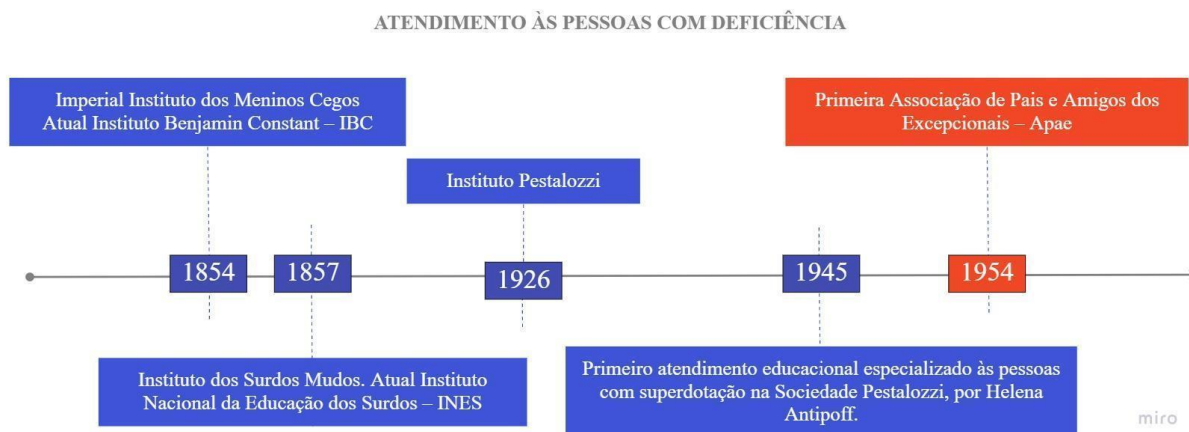 ATENDIMENTO ÀS PESSOAS COM DEFICIÊNCIA
Imperial Instituto dos Meninos Cegos
Atual Instituto Benjamin Constant – IBC
Primeira Associação de Pais e Amigos dos
Excepcionais – Apae
Instituto Pestalozzi
1854
1857
1926
1945
1954
Instituto dos Surdos Mudos. Atual Instituto
Nacional da Educação dos Surdos – INES
Primeiro atendimento educacional especializado às pessoas
com superdotação na Sociedade Pestalozzi, por Helena
Antipoff.
miro